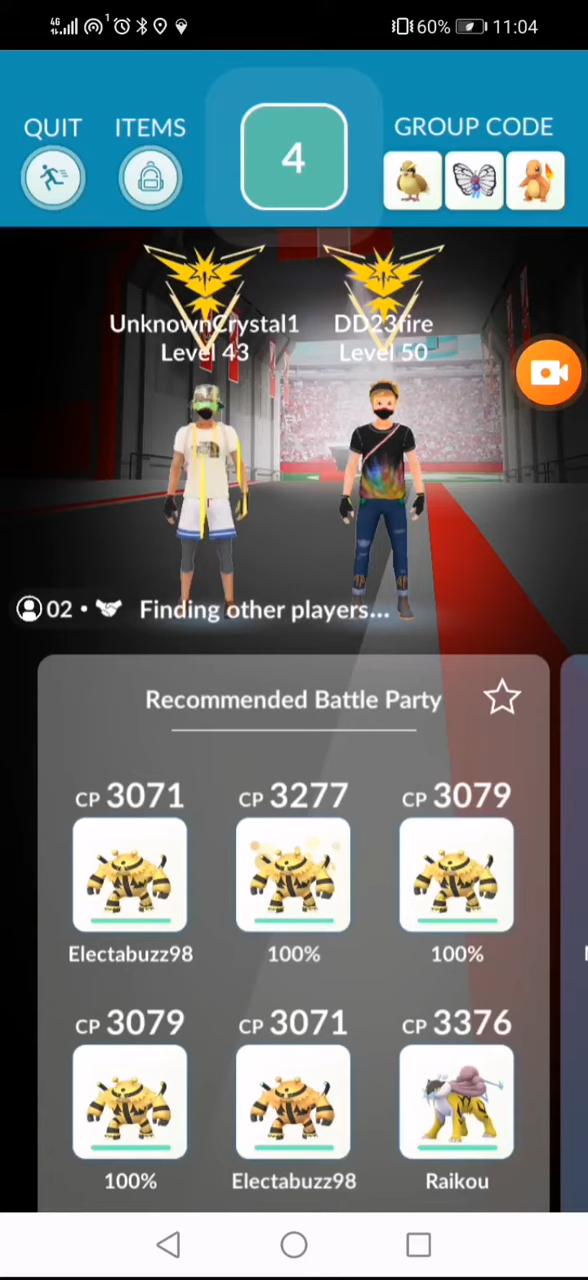 4G 1 60% 11:04
QUIT ITEMS 4 GROUP CODE
UnknownCrystal1 DD23fire
Level 43 Level 50
02 • Finding other players...
Recommended Battle Party
CP 3071 CP 3277 CP 3079
Electabuzz98 100% 100%
CP 3079 CP 3071 CP 3376
100% Electabuzz98 Raikou